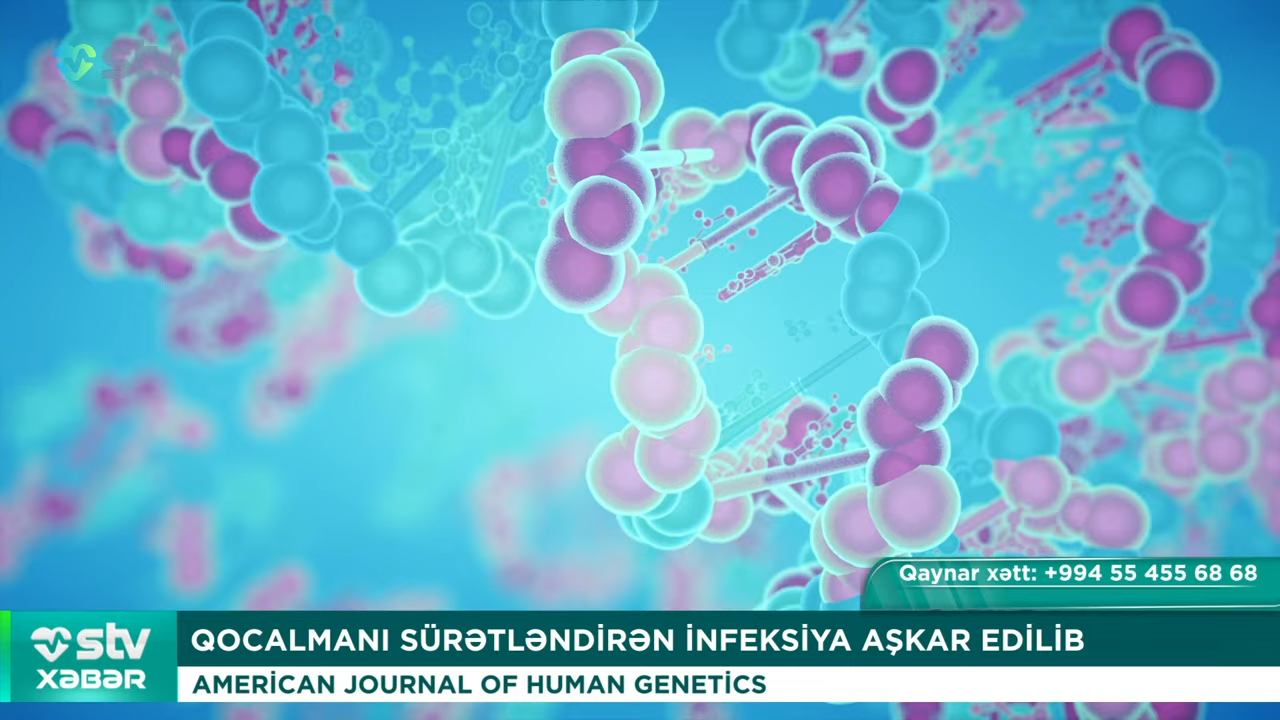 stv
Qaynar xətt: +994 55 455 68 68
stv
XƏBƏR
QOCALMANI SÜRƏTLƏNDİRƏN İNFEKSİYA AŞKAR EDİLİB
AMERİCAN JOURNAL OF HUMAN GENETİCS